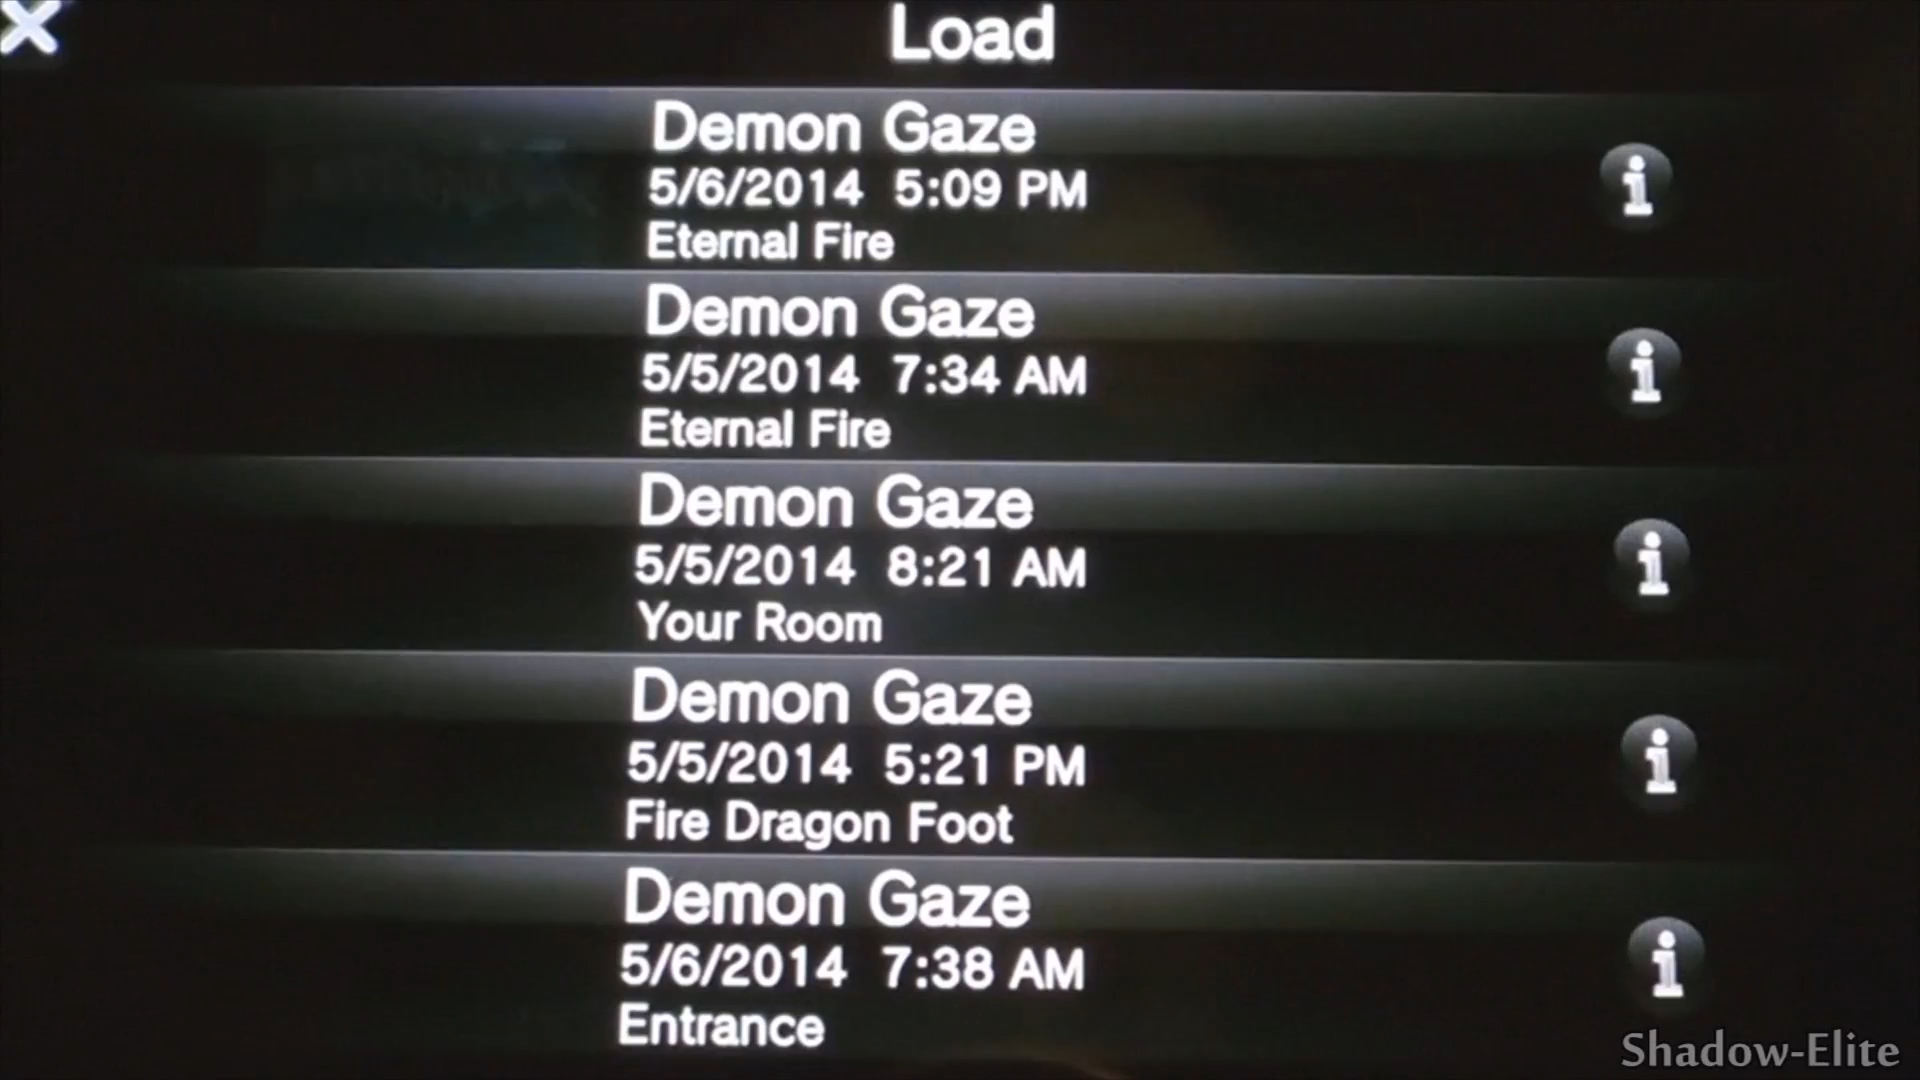 Load
Demon Gaze
5/6/2014 5:09 PM
Eternal Fire
Demon Gaze
5/5/2014 7:34 AM
Eternal Fire
Demon Gaze
5/5/2014 8:21 AM
Your Room
Demon Gaze
5/5/2014 5:21 PM
Fire Dragon Foot
Demon Gaze
5/6/2014 7:38 AM
Entrance
Shadow-Elite